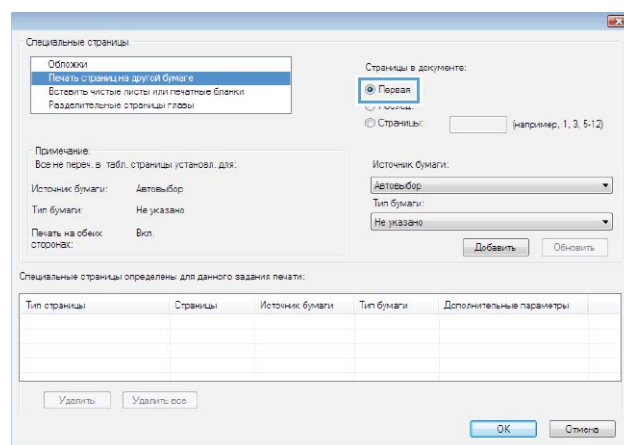 Специальные страницы
Обложки
Печать страниц на другой бумаге
Вставить чистые листы или печатные бланки
Разделительные страницы главы
Страницы в документе:
Первая
Послед.
Страницы:
(например, 1, 3, 5-12)
Примечание:
Все не переч. в табл. страницы установл. для:
Источник бумаги: Автовыбор
Тип бумаги: Не указано
Печать на обеих сторонах: Вкл.
Источник бумаги:
Автовыбор
Тип бумаги:
Не указано
Добавить Обновить
Специальные страницы определены для данного задания печати:
Тип страницы Страницы Источник бумаги Тип бумаги Дополнительные параметры
Удалить Удалить все
OK Отмена